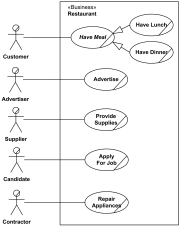 «Business»
Restaurant
Have Lunch
Have Meal
Have Dinner
Customer
Advertise
Advertiser
Provide
Supplies
Supplier
Apply
For Job
Candidate
Repair
Appliances
Contractor